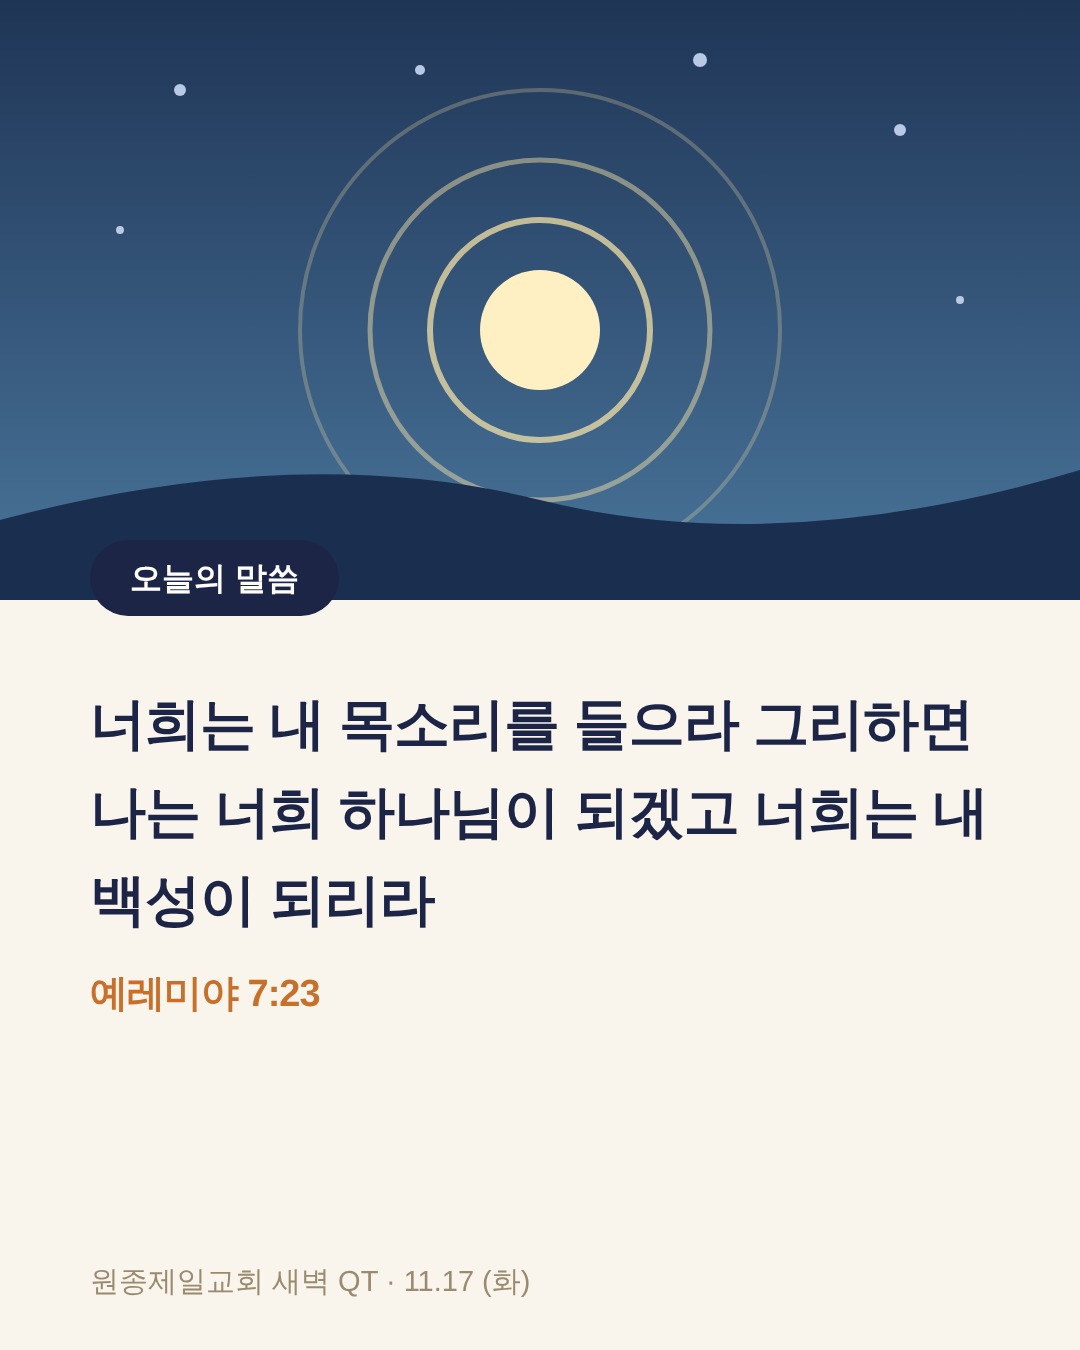 오늘의 말씀
너희는 내 목소리를 들으라 그리하면
나는 너희 하나님이 되겠고 너희는 내
백성이 되리라
예레미야 7:23
원종제일교회 새벽 QT · 11.17 (화)